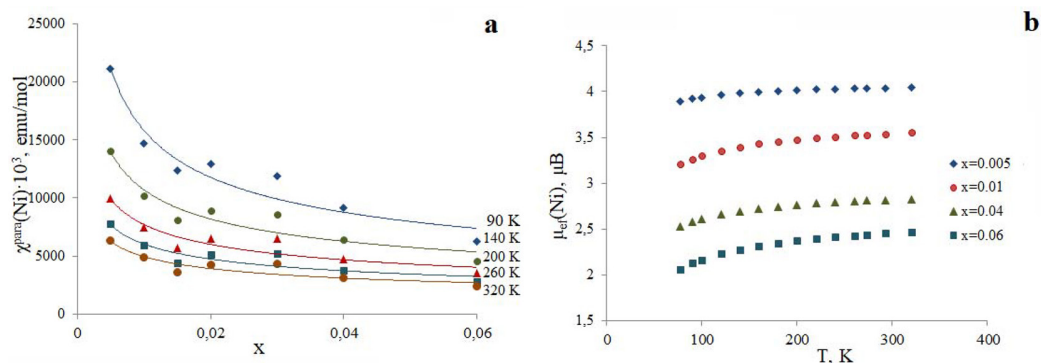 a
25000
20000
15000
10000
5000
0
χᵖᵃʳᵃ(Ni)·10³, emu/mol
0
0,02
0,04
0,06
x
90 K
140 K
200 K
260 K
320 K
b
4,5
4
3,5
3
2,5
2
1,5
μef(Ni), μB
0
100
200
300
400
T, K
x=0.005
x=0.01
x=0.04
x=0.06